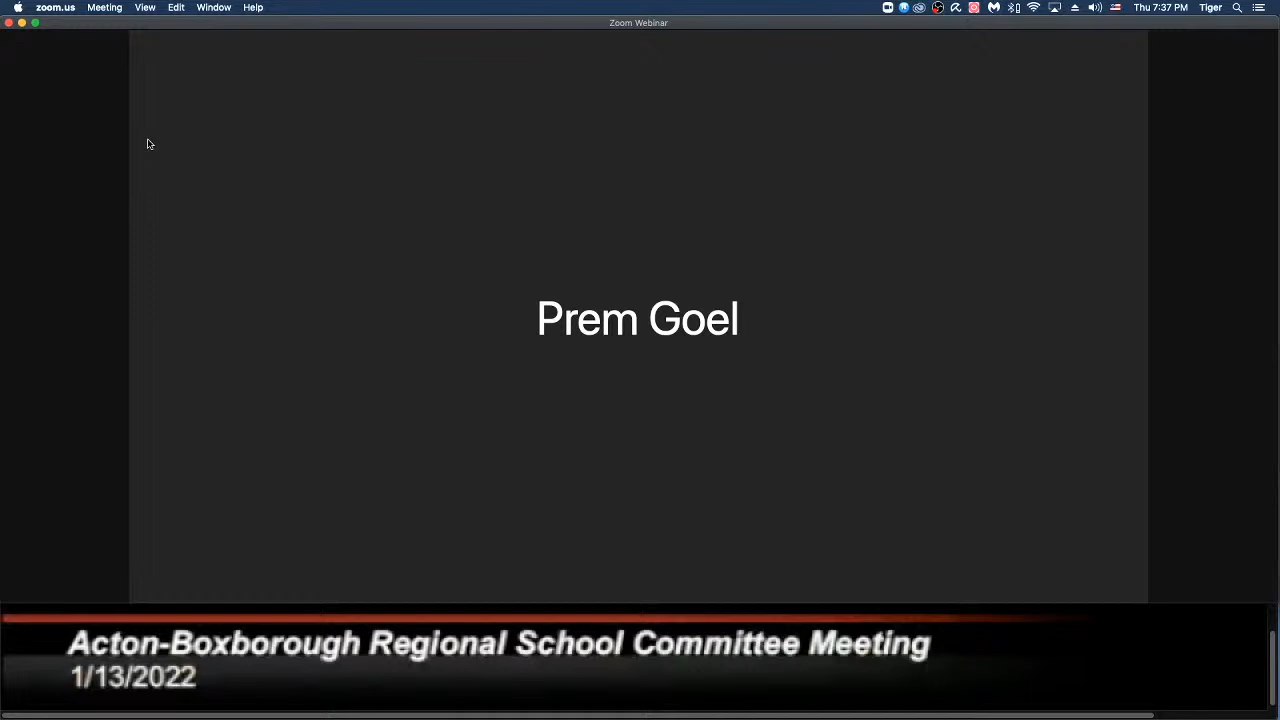 zoom.us Meeting View Edit Window Help Thu 7:37 PM Tiger
Zoom Webinar
Prem Goel
Acton-Boxborough Regional School Committee Meeting
1/13/2022